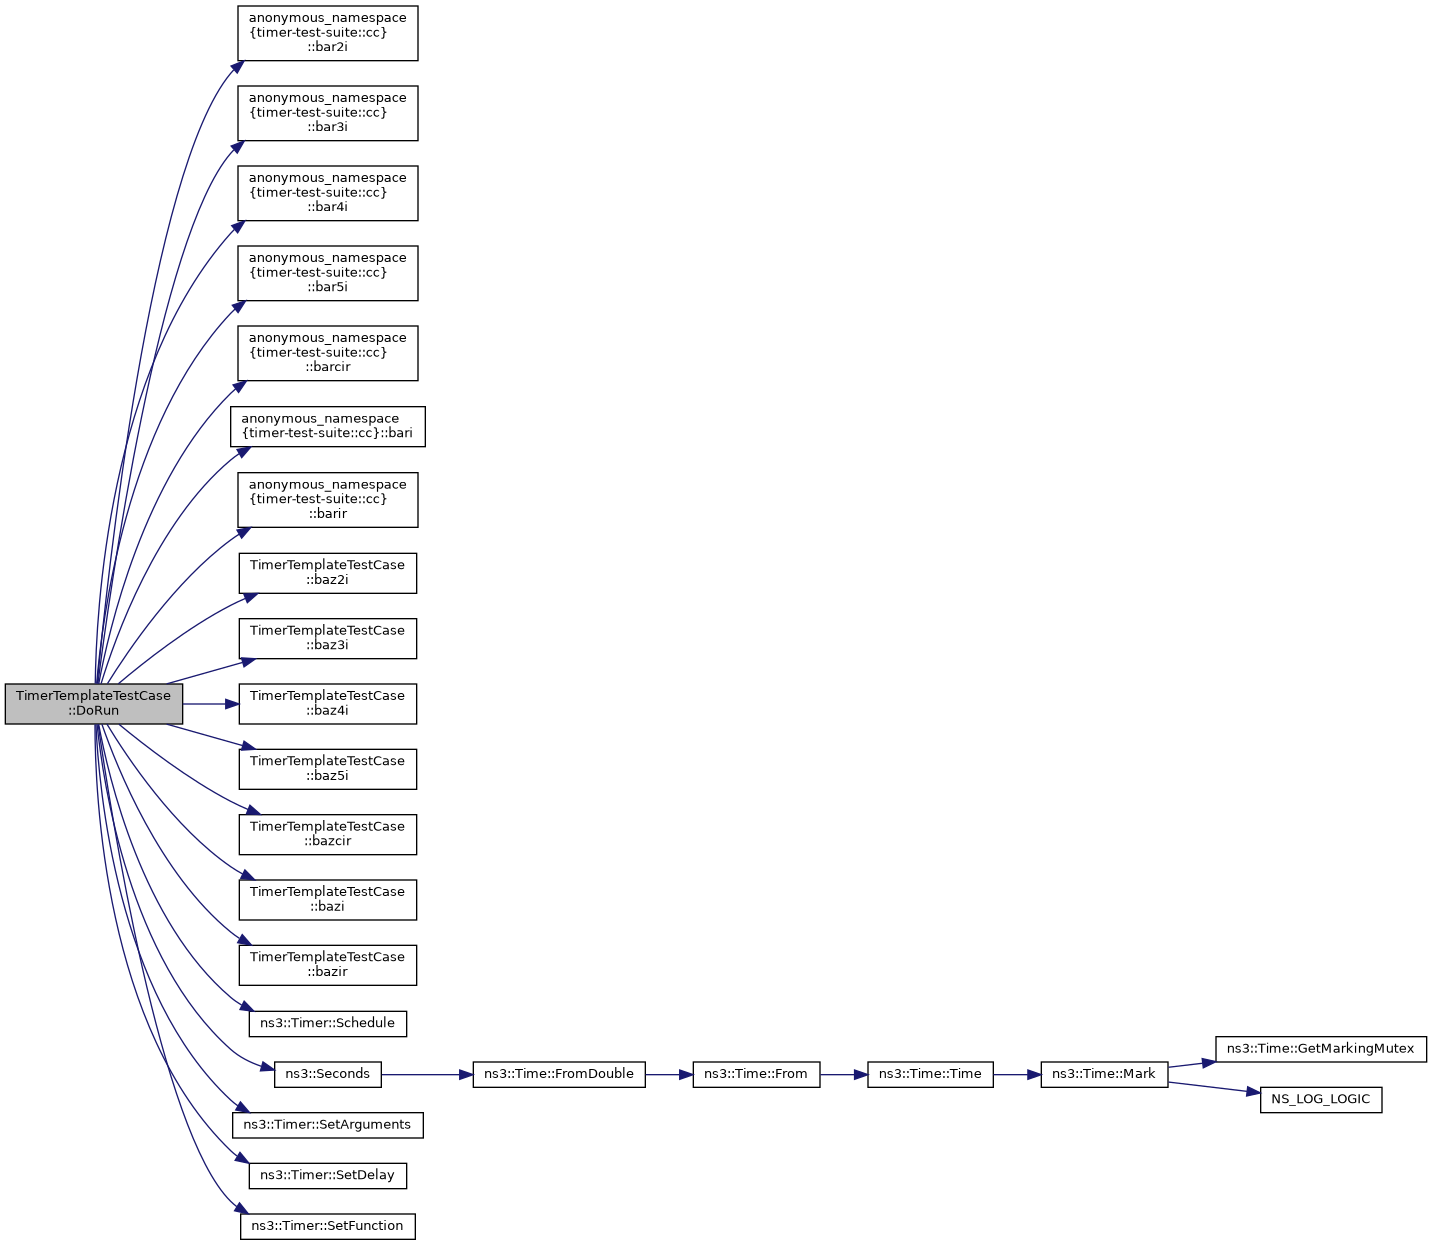 anonymous_namespace
{timer-test-suite::cc}
::bar2i
anonymous_namespace
{timer-test-suite::cc}
::bar3i
anonymous_namespace
{timer-test-suite::cc}
::bar4i
anonymous_namespace
{timer-test-suite::cc}
::bar5i
anonymous_namespace
{timer-test-suite::cc}
::barcir
anonymous_namespace
{timer-test-suite::cc}::bari
anonymous_namespace
{timer-test-suite::cc}
::barir
TimerTemplateTestCase
::baz2i
TimerTemplateTestCase
::baz3i
TimerTemplateTestCase
::DoRun
TimerTemplateTestCase
::baz4i
TimerTemplateTestCase
::baz5i
TimerTemplateTestCase
::bazcir
TimerTemplateTestCase
::bazi
TimerTemplateTestCase
::bazir
ns3::Timer::Schedule
ns3::Seconds
ns3::Time::FromDouble
ns3::Time::From
ns3::Time::Time
ns3::Time::Mark
ns3::Time::GetMarkingMutex
NS_LOG_LOGIC
ns3::Timer::SetArguments
ns3::Timer::SetDelay
ns3::Timer::SetFunction